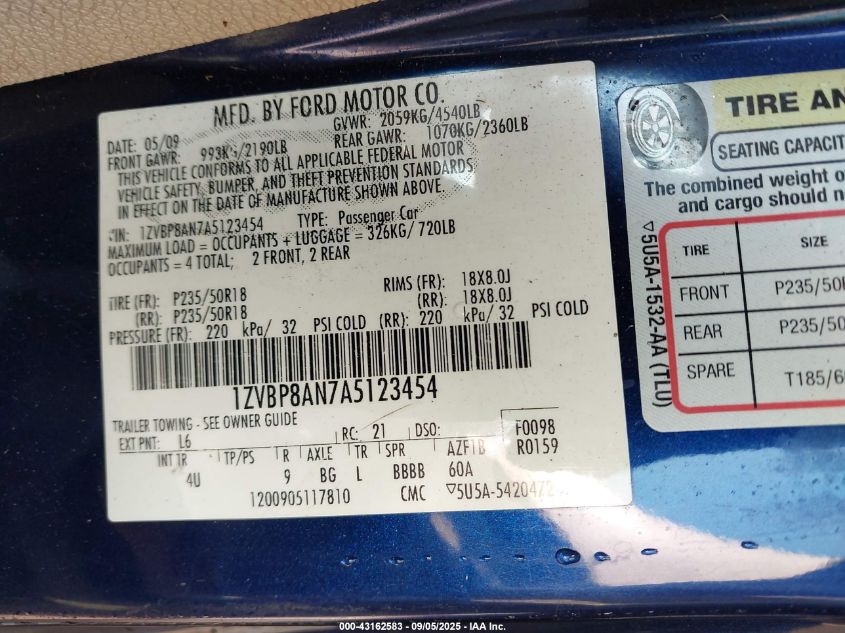 MFD. BY FORD MOTOR CO.
DATE: 05/09 GVWR: 2059KG/4540LB
FRONT GAWR: 993KG/2190LB REAR GAWR: 1070KG/2360LB
THIS VEHICLE CONFORMS TO ALL APPLICABLE FEDERAL MOTOR
VEHICLE SAFETY, BUMPER, AND THEFT PREVENTION STANDARDS
IN EFFECT ON THE DATE OF MANUFACTURE SHOWN ABOVE.
VIN: 1ZVBP8AN7A5123454 TYPE: Passenger Car
MAXIMUM LOAD = OCCUPANTS + LUGGAGE = 326KG/720LB
OCCUPANTS = 4 TOTAL; 2 FRONT, 2 REAR
TIRE (FR): P235/50R18 RIMS (FR): 18X8.0J
(RR): P235/50R18 (RR): 18X8.0J
PRESSURE (FR): 220 kPa/ 32 PSI COLD (RR): 220 kPa/ 32 PSI COLD
1ZVBP8AN7A5123454
TRAILER TOWING - SEE OWNER GUIDE
EXT PNT: L6 RC: 21 DSO: F0098
R0159
INT TR TP/PS R AXLE TR SPR AZF1B
4U 9 BG L BBBB 60A
1200905117810 CMC ▽5U5A-5420472
TIRE AN
SEATING CAPACIT
The combined weight o
and cargo should n
TIRE SIZE
FRONT P235/50
REAR P235/50
SPARE T185/6
▽5U5A-1532-AA (TLU)
000-43162583 - 09/05/2025 - IAA Inc.